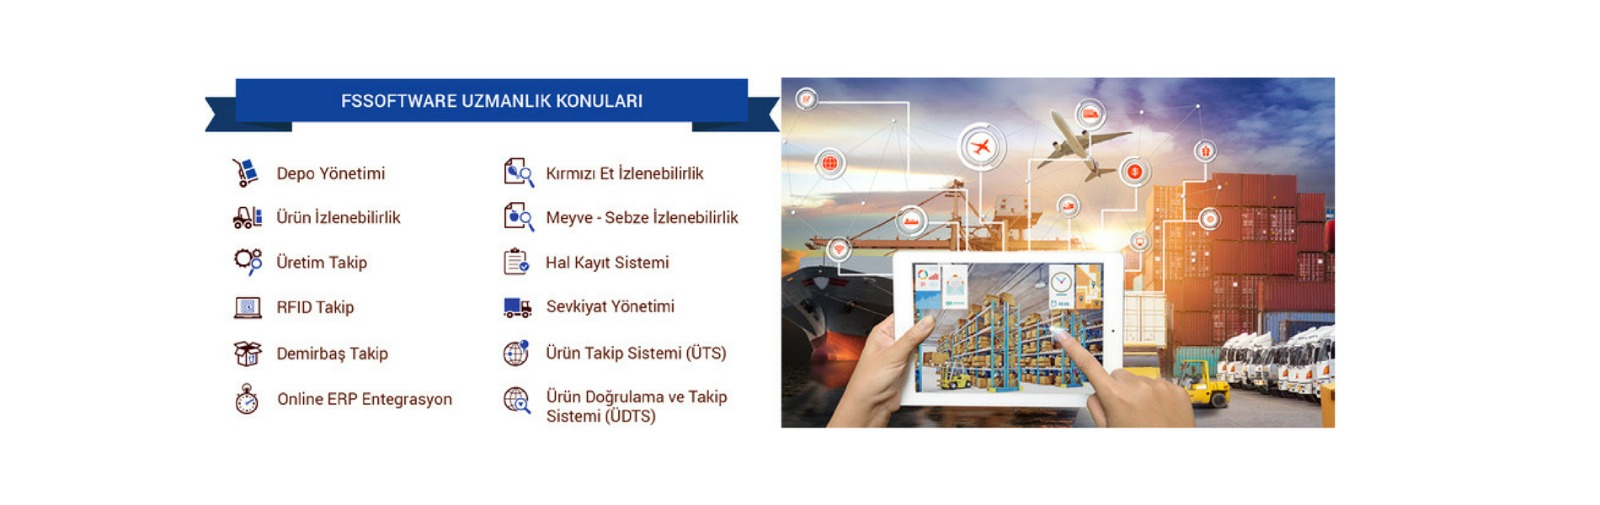 FSSOFTWARE UZMANLIK KONULARI
Depo Yönetimi
Ürün İzlenebilirlik
Üretim Takip
RFID Takip
Demirbaş Takip
Online ERP Entegrasyon
Kırmızı Et İzlenebilirlik
Meyve - Sebze İzlenebilirlik
Hal Kayıt Sistemi
Sevkiyat Yönetimi
Ürün Takip Sistemi (ÜTS)
Ürün Doğrulama ve Takip
Sistemi (ÜDTS)